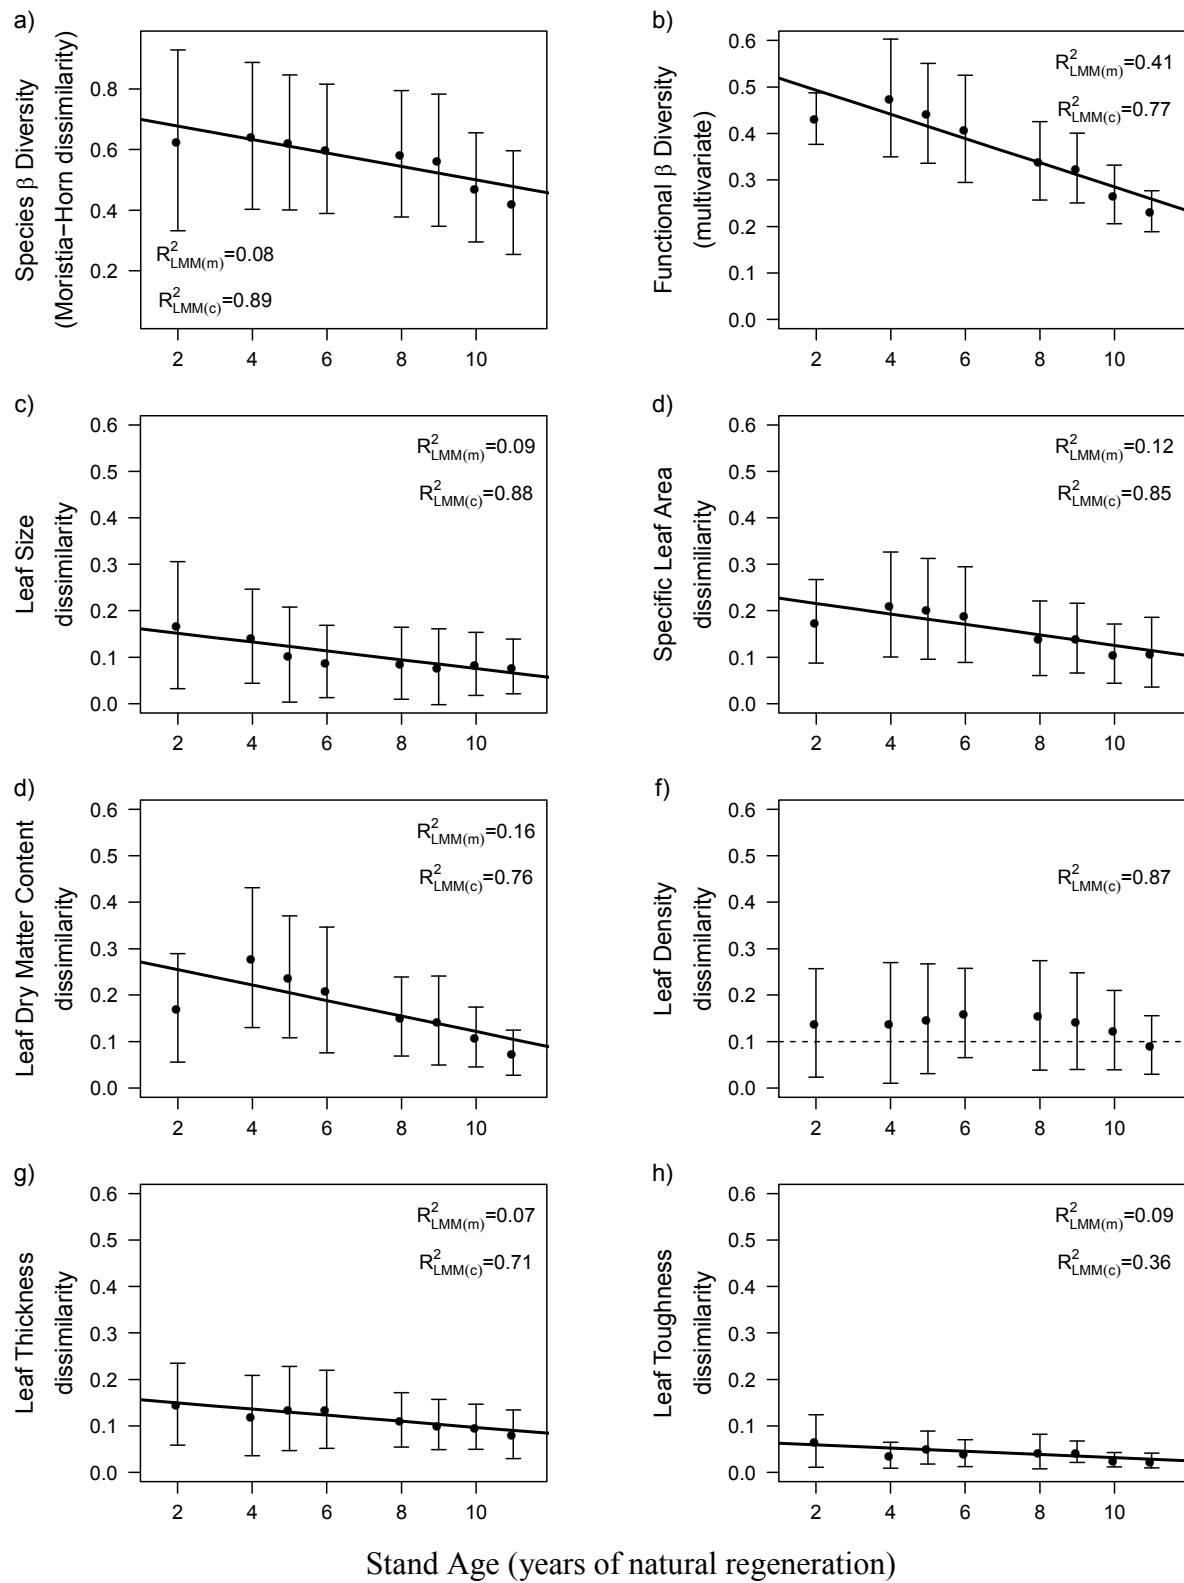 a)
Species β Diversity
(Moristia−Horn dissimilarity)
0.8
0.6
0.4
0.2
R²LMM(m)=0.08
R²LMM(c)=0.89
2 4 6 8 10
b)
Functional β Diversity
(multivariate)
0.6
0.5
0.4
0.3
0.2
0.1
0.0
R²LMM(m)=0.41
R²LMM(c)=0.77
2 4 6 8 10
c)
Leaf Size
dissimilarity
0.6
0.5
0.4
0.3
0.2
0.1
0.0
R²LMM(m)=0.09
R²LMM(c)=0.88
2 4 6 8 10
d)
Specific Leaf Area
dissimiliarity
0.6
0.5
0.4
0.3
0.2
0.1
0.0
R²LMM(m)=0.12
R²LMM(c)=0.85
2 4 6 8 10
d)
Leaf Dry Matter Content
dissimilarity
0.6
0.5
0.4
0.3
0.2
0.1
0.0
R²LMM(m)=0.16
R²LMM(c)=0.76
2 4 6 8 10
f)
Leaf Density
dissimilarity
0.6
0.5
0.4
0.3
0.2
0.1
0.0
R²LMM(c)=0.87
2 4 6 8 10
g)
Leaf Thickness
dissimilarity
0.6
0.5
0.4
0.3
0.2
0.1
0.0
R²LMM(m)=0.07
R²LMM(c)=0.71
2 4 6 8 10
h)
Leaf Toughness
dissimilarity
0.6
0.5
0.4
0.3
0.2
0.1
0.0
R²LMM(m)=0.09
R²LMM(c)=0.36
2 4 6 8 10
Stand Age (years of natural regeneration)